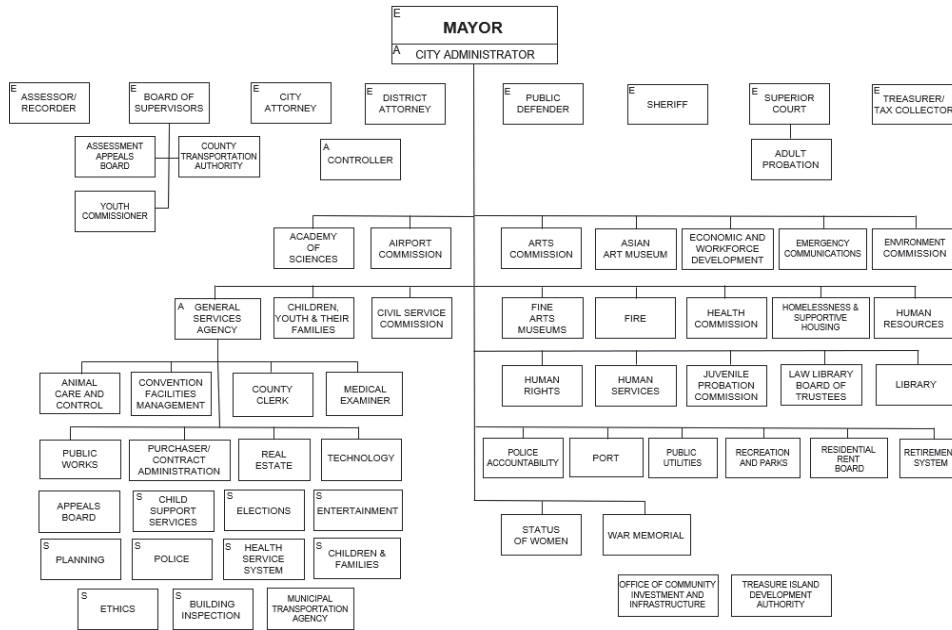 E
MAYOR
A
CITY ADMINISTRATOR
E
ASSESSOR/
RECORDER
E
BOARD OF
SUPERVISORS
E
CITY
ATTORNEY
E
DISTRICT
ATTORNEY
E
PUBLIC
DEFENDER
E
SHERIFF
E
SUPERIOR
COURT
E
TREASURER/
TAX COLLECTOR
ASSESSMENT
APPEALS
BOARD
COUNTY
TRANSPORTATION
AUTHORITY
A
CONTROLLER
ADULT
PROBATION
YOUTH
COMMISSIONER
ACADEMY
OF
SCIENCES
AIRPORT
COMMISSION
ARTS
COMMISSION
ASIAN
ART MUSEUM
ECONOMIC AND
WORKFORCE
DEVELOPMENT
EMERGENCY
COMMUNICATIONS
ENVIRONMENT
COMMISSION
A
GENERAL
SERVICES
AGENCY
CHILDREN,
YOUTH & THEIR
FAMILIES
CIVIL SERVICE
COMMISSION
FINE
ARTS
MUSEUMS
FIRE
HEALTH
COMMISSION
HOMELESSNESS &
SUPPORTIVE
HOUSING
HUMAN
RESOURCES
ANIMAL
CARE AND
CONTROL
CONVENTION
FACILITIES
MANAGEMENT
COUNTY
CLERK
MEDICAL
EXAMINER
HUMAN
RIGHTS
HUMAN
SERVICES
JUVENILE
PROBATION
COMMISSION
LAW LIBRARY
BOARD OF
TRUSTEES
LIBRARY
PUBLIC
WORKS
PURCHASER/
CONTRACT
ADMINISTRATION
REAL
ESTATE
TECHNOLOGY
POLICE
ACCOUNTABILITY
PORT
PUBLIC
UTILITIES
RECREATION
AND PARKS
RESIDENTIAL
RENT
BOARD
RETIREMENT
SYSTEM
APPEALS
BOARD
S
CHILD
SUPPORT
SERVICES
S
ELECTIONS
S
ENTERTAINMENT
STATUS
OF WOMEN
WAR MEMORIAL
S
PLANNING
S
POLICE
S
HEALTH
SERVICE
SYSTEM
S
CHILDREN &
FAMILIES
S
ETHICS
S
BUILDING
INSPECTION
MUNICIPAL
TRANSPORTATION
AGENCY
OFFICE OF COMMUNITY
INVESTMENT AND
INFRASTRUCTURE
TREASURE ISLAND
DEVELOPMENT
AUTHORITY